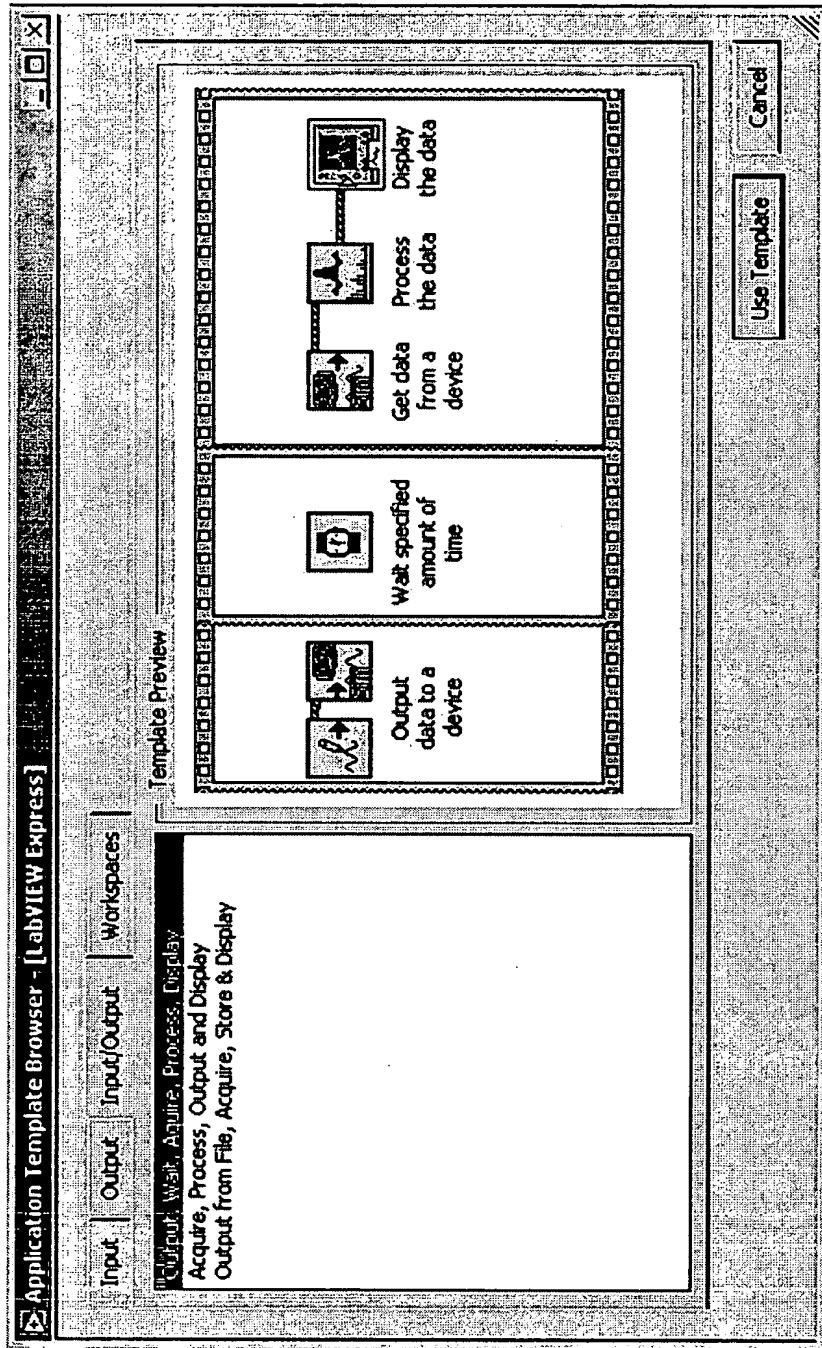 Application Template Browser - [LabVIEW Express]
Input
Output
Input/Output
Workspaces
Output, Wait, Aquire, Process, Display
Acquire, Process, Output and Display
Output from File, Acquire, Store & Display
Template Preview
Output
data to a
device
Wait specified
amount of
time
Get data
from a
device
Process
the data
Display
the data
Use Template
Cancel